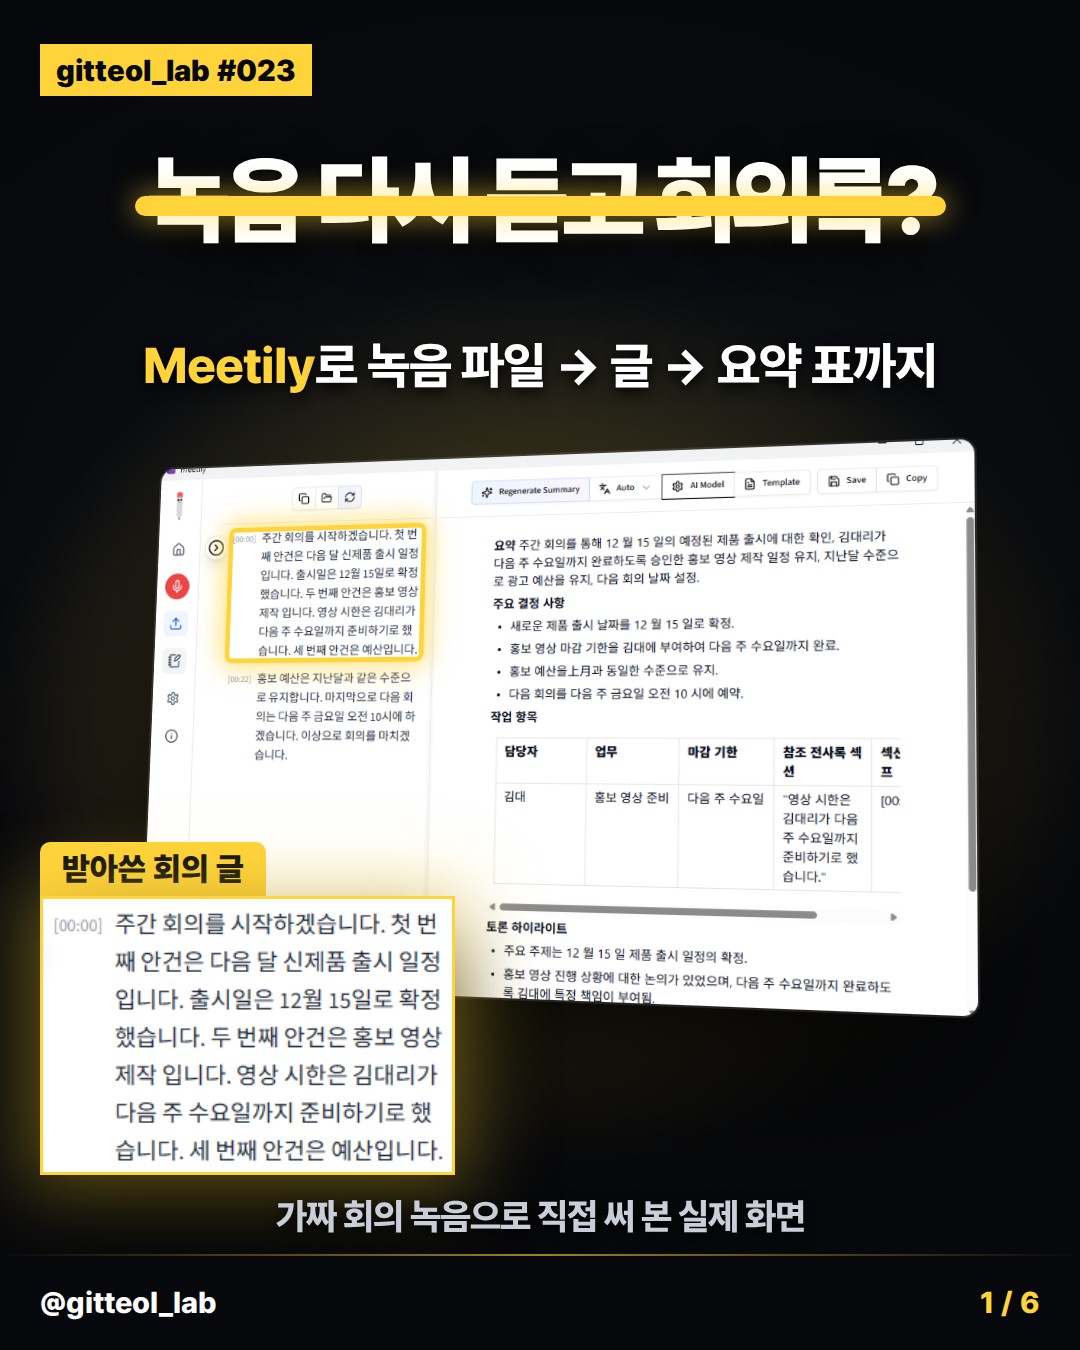 gitteol_lab #023
녹음 다시 듣고 회의록?
Meetily로 녹음 파일 → 글 → 요약 표까지
Meetily
Regenerate Summary
Auto
AI Model
Template
Save
Copy
[00:00] 주간 회의를 시작하겠습니다. 첫 번
째 안건은 다음 달 신제품 출시 일정
입니다. 출시일은 12월 15일로 확정
했습니다. 두 번째 안건은 홍보 영상
제작 입니다. 영상 시한은 김대리가
다음 주 수요일까지 준비하기로 했
습니다. 세 번째 안건은 예산입니다.
[00:22] 홍보 예산은 지난달과 같은 수준으
로 유지합니다. 마지막으로 다음 회
의는 다음 주 금요일 오전 10시에 하
겠습니다. 이상으로 회의를 마치겠
습니다.
요약 주간 회의를 통해 12 월 15 일의 예정된 제품 출시에 대한 확인, 김대리가
다음 주 수요일까지 완료하도록 승인한 홍보 영상 제작 일정 유지, 지난달 수준으
로 광고 예산을 유지, 다음 회의 날짜 설정.
주요 결정 사항
• 새로운 제품 출시 날짜를 12 월 15 일로 확정.
• 홍보 영상 마감 기한을 김대에 부여하여 다음 주 수요일까지 완료.
• 홍보 예산을上月과 동일한 수준으로 유지.
• 다음 회의를 다음 주 금요일 오전 10 시에 예약.
작업 항목
담당자 업무 마감 기한 참조 전사록 섹 섹
션 프
김대 홍보 영상 준비 다음 주 수요일 "영상 시한은 [00:
김대리가 다음
주 수요일까지
준비하기로 했
습니다."
토론 하이라이트
• 주요 주제는 12 월 15 일 제품 출시 일정의 확정.
• 홍보 영상 진행 상황에 대한 논의가 있었으며, 다음 주 수요일까지 완료하도
록 김대에 특정 책임이 부여됨.
받아쓴 회의 글
[00:00] 주간 회의를 시작하겠습니다. 첫 번
째 안건은 다음 달 신제품 출시 일정
입니다. 출시일은 12월 15일로 확정
했습니다. 두 번째 안건은 홍보 영상
제작 입니다. 영상 시한은 김대리가
다음 주 수요일까지 준비하기로 했
습니다. 세 번째 안건은 예산입니다.
가짜 회의 녹음으로 직접 써 본 실제 화면
@gitteol_lab
1 / 6